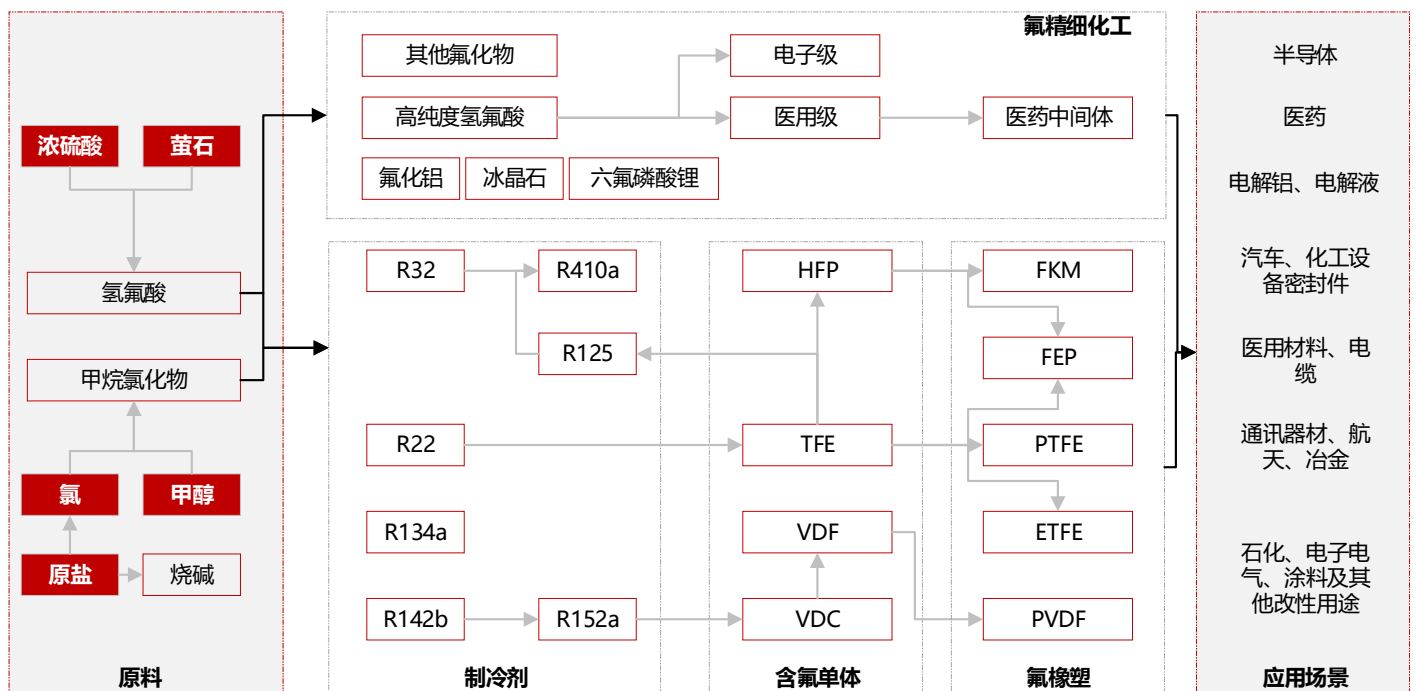 氟精细化工
其他氟化物
电子级
半导体
高纯度氢氟酸
医用级
医药中间体
医药
浓硫酸
萤石
氟化铝
冰晶石
六氟磷酸锂
电解铝、电解液
氢氟酸
R32
R410a
HFP
FKM
汽车、化工设
备密封件
R125
FEP
医用材料、电
缆
甲烷氯化物
R22
TFE
PTFE
通讯器材、航
天、冶金
氯
甲醇
R134a
VDF
ETFE
原盐
烧碱
石化、电子电
气、涂料及其
他改性用途
R142b
R152a
VDC
PVDF
原料
制冷剂
含氟单体
氟橡塑
应用场景